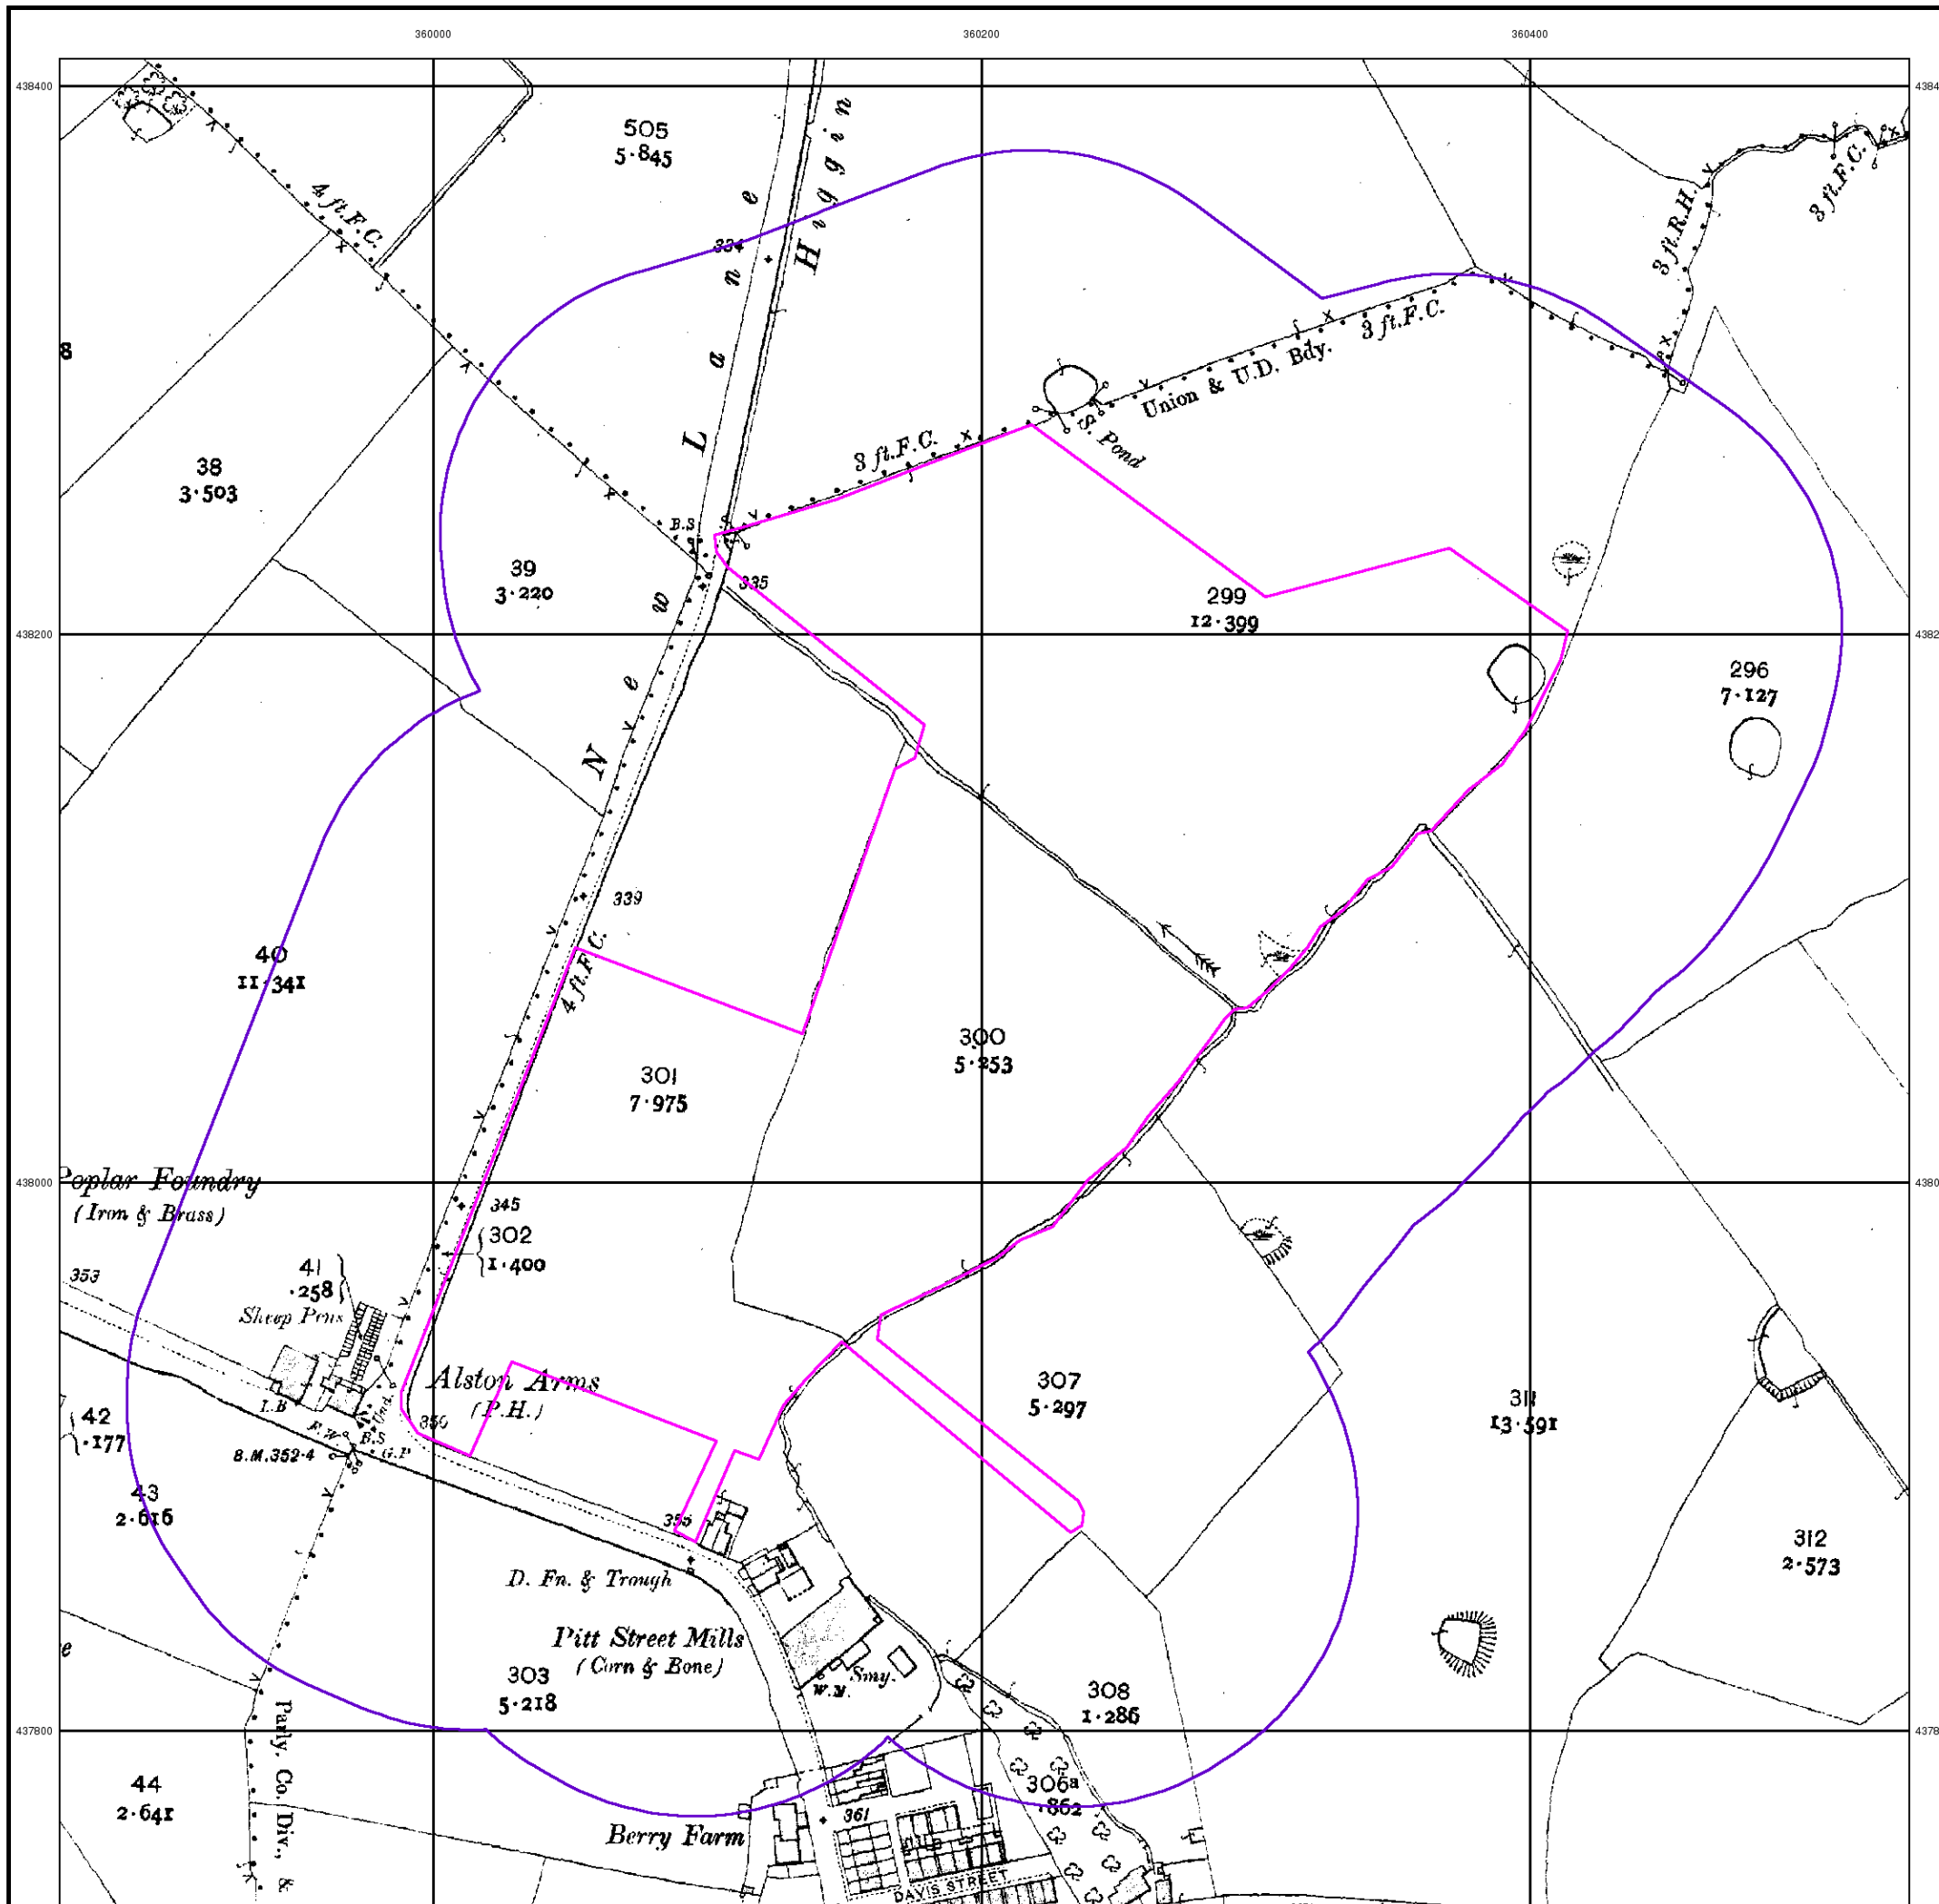 360000
360200
360400
438400
505
5.845
4 ft.F.C.
Higgin
New Lane
334
3 ft.R.H.
3 ft.F.C.
3 ft.F.C.
Union & U.D. Bdy.
S. Pond
3 ft.F.C.
38
3.503
B.S
335
39
3.220
299
12.399
438200
296
7.127
339
4 ft.F.C.
40
11.341
300
5.253
301
7.975
Poplar Foundry
(Iron & Brass)
438000
345
302
1.400
41
.258
353
Sheep Pens
Alston Arms
(P.H.)
350
307
5.297
311
13.591
L.B
Und.
F.W
B.S
G.P
B.M.352.4
42
.177
43
2.616
355
312
2.573
D. Fn. & Trough
Pitt Street Mills
(Corn & Bone)
W.M.
Smy.
303
5.218
308
1.286
437800
Parly. Co. Div., &
44
2.641
306a
.862
361
Berry Farm
DAVIS STREET